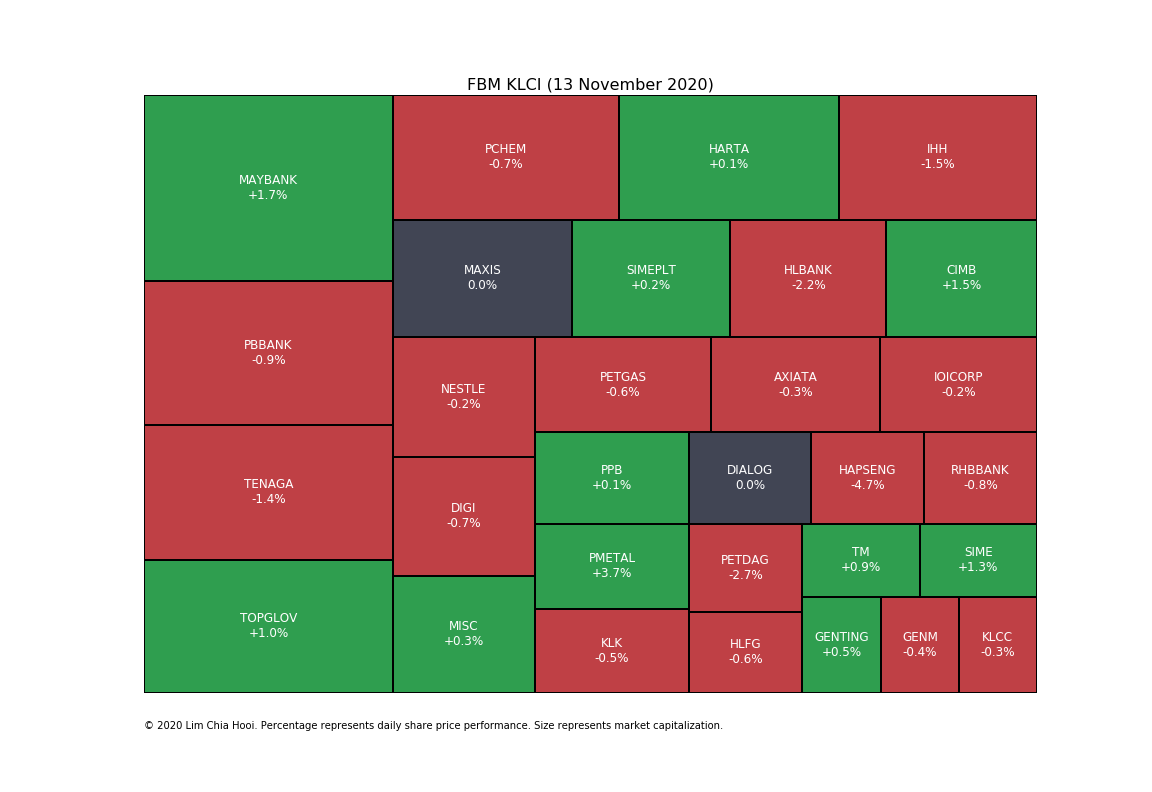 FBM KLCI (13 November 2020)
MAYBANK
+1.7%
PBBANK
-0.9%
TENAGA
-1.4%
TOPGLOV
+1.0%
PCHEM
-0.7%
HARTA
+0.1%
IHH
-1.5%
MAXIS
0.0%
SIMEPLT
+0.2%
HLBANK
-2.2%
CIMB
+1.5%
NESTLE
-0.2%
DIGI
-0.7%
MISC
+0.3%
PETGAS
-0.6%
AXIATA
-0.3%
IOICORP
-0.2%
PPB
+0.1%
DIALOG
0.0%
HAPSENG
-4.7%
RHBBANK
-0.8%
PMETAL
+3.7%
KLK
-0.5%
PETDAG
-2.7%
HLFG
-0.6%
TM
+0.9%
SIME
+1.3%
GENTING
+0.5%
GENM
-0.4%
KLCC
-0.3%
© 2020 Lim Chia Hooi. Percentage represents daily share price performance. Size represents market capitalization.